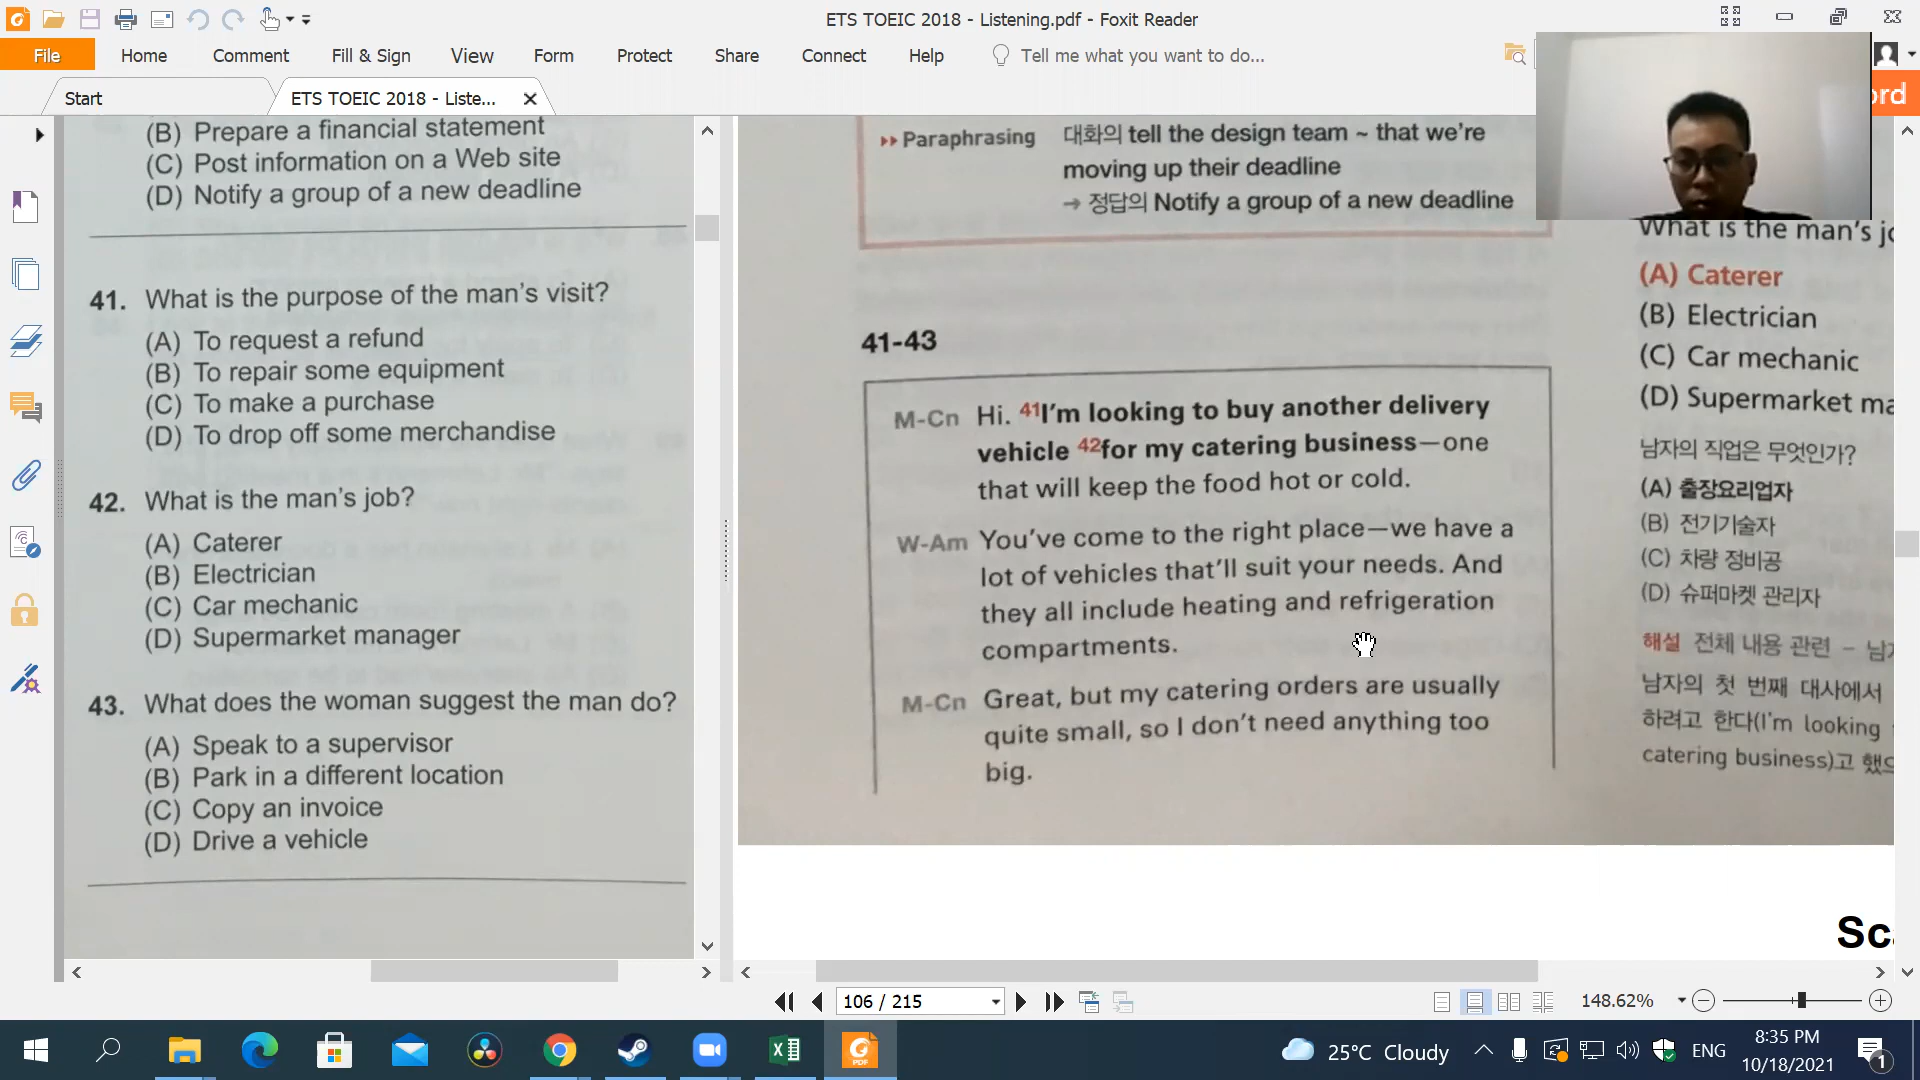 ETS TOEIC 2018 - Listening.pdf - Foxit Reader
File Home Comment Fill & Sign View Form Protect Share Connect Help Tell me what you want to do...
Start
ETS TOEIC 2018 - Liste...
(B) Prepare a financial statement
(C) Post information on a Web site
(D) Notify a group of a new deadline
41. What is the purpose of the man's visit?
(A) To request a refund
(B) To repair some equipment
(C) To make a purchase
(D) To drop off some merchandise
42. What is the man's job?
(A) Caterer
(B) Electrician
(C) Car mechanic
(D) Supermarket manager
43. What does the woman suggest the man do?
(A) Speak to a supervisor
(B) Park in a different location
(C) Copy an invoice
(D) Drive a vehicle
Paraphrasing 대화의 tell the design team ~ that we're
moving up their deadline
→ 정답의 Notify a group of a new deadline
41-43
M-Cn Hi. 41I'm looking to buy another delivery
vehicle 42for my catering business—one
that will keep the food hot or cold.
W-Am You've come to the right place—we have a
lot of vehicles that'll suit your needs. And
they all include heating and refrigeration
compartments.
M-Cn Great, but my catering orders are usually
quite small, so I don't need anything too
big.
ord
What is the man's jo
(A) Caterer
(B) Electrician
(C) Car mechanic
(D) Supermarket ma
남자의 직업은 무엇인가?
(A) 출장요리업자
(B) 전기기술자
(C) 차량 정비공
(D) 슈퍼마켓 관리자
해설 전체 내용 관련 – 남자
남자의 첫 번째 대사에서
하려고 한다(I'm looking
catering business)고 했으
Sca
106 / 215
148.62%
25°C Cloudy
ENG
8:35 PM
10/18/2021
1